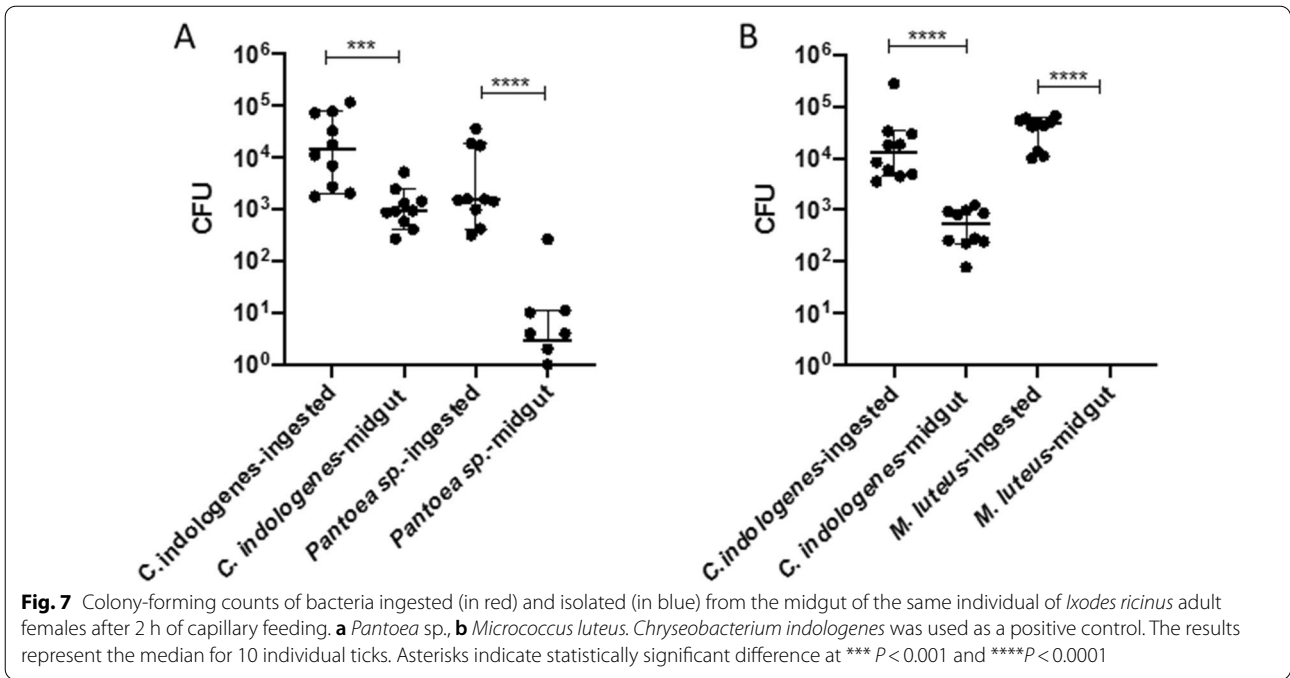 A
B
10⁶
10⁵
10⁴
10³
10²
10¹
10⁰
CFU
***
****
C.indologenes-ingested
C. indologenes-midgut
Pantoea sp.-ingested
Pantoea sp.-midgut
10⁶
10⁵
10⁴
10³
10²
10¹
10⁰
CFU
****
****
C.indologenes-ingested
C. indologenes-midgut
M. luteus-ingested
M. luteus-midgut
Fig. 7 Colony-forming counts of bacteria ingested (in red) and isolated (in blue) from the midgut of the same individual of Ixodes ricinus adult
females after 2 h of capillary feeding. a Pantoea sp., b Micrococcus luteus. Chryseobacterium indologenes was used as a positive control. The results
represent the median for 10 individual ticks. Asterisks indicate statistically significant difference at *** P < 0.001 and ****P < 0.0001